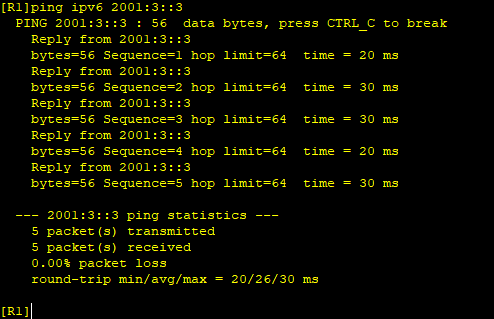 [R1]ping ipv6 2001:3::3
PING 2001:3::3 : 56  data bytes, press CTRL_C to break
Reply from 2001:3::3
bytes=56 Sequence=1 hop limit=64  time = 20 ms
Reply from 2001:3::3
bytes=56 Sequence=2 hop limit=64  time = 30 ms
Reply from 2001:3::3
bytes=56 Sequence=3 hop limit=64  time = 30 ms
Reply from 2001:3::3
bytes=56 Sequence=4 hop limit=64  time = 20 ms
Reply from 2001:3::3
bytes=56 Sequence=5 hop limit=64  time = 30 ms
--- 2001:3::3 ping statistics ---
5 packet(s) transmitted
5 packet(s) received
0.00% packet loss
round-trip min/avg/max = 20/26/30 ms
[R1]